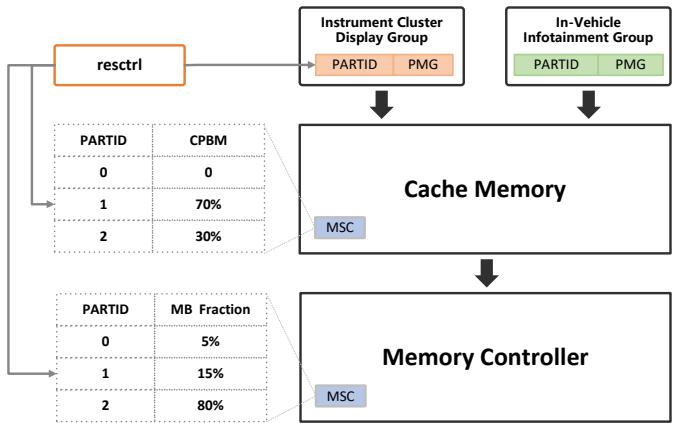 Instrument Cluster
Display Group
In-Vehicle
Infotainment Group
resctrl
PARTID PMG
PARTID PMG
PARTID CPBM
0 0
1 70%
2 30%
Cache Memory
MSC
PARTID MB Fraction
0 5%
1 15%
2 80%
Memory Controller
MSC